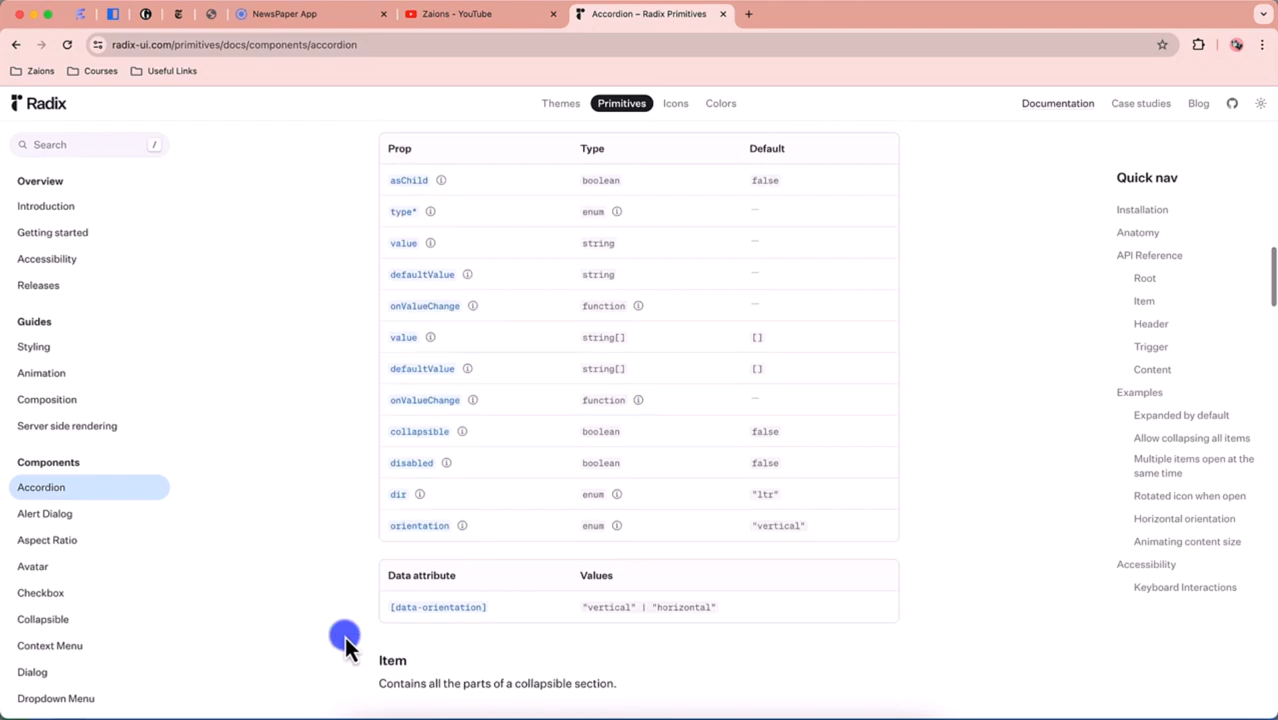 NewsPaper App
Zaions - YouTube
Accordion – Radix Primitives
radix-ui.com/primitives/docs/components/accordion
Zaions
Courses
Useful Links
Radix
Themes
Primitives
Icons
Colors
Documentation
Case studies
Blog
Search
/
Overview
Introduction
Getting started
Accessibility
Releases
Guides
Styling
Animation
Composition
Server side rendering
Components
Accordion
Alert Dialog
Aspect Ratio
Avatar
Checkbox
Collapsible
Context Menu
Dialog
Dropdown Menu
Prop Type Default
asChild boolean false
type* enum —
value string —
defaultValue string —
onValueChange function —
value string[] []
defaultValue string[] []
onValueChange function —
collapsible boolean false
disabled boolean false
dir enum "ltr"
orientation enum "vertical"
Data attribute Values
[data-orientation] "vertical" | "horizontal"
Item
Contains all the parts of a collapsible section.
Quick nav
Installation
Anatomy
API Reference
Root
Item
Header
Trigger
Content
Examples
Expanded by default
Allow collapsing all items
Multiple items open at the
same time
Rotated icon when open
Horizontal orientation
Animating content size
Accessibility
Keyboard Interactions